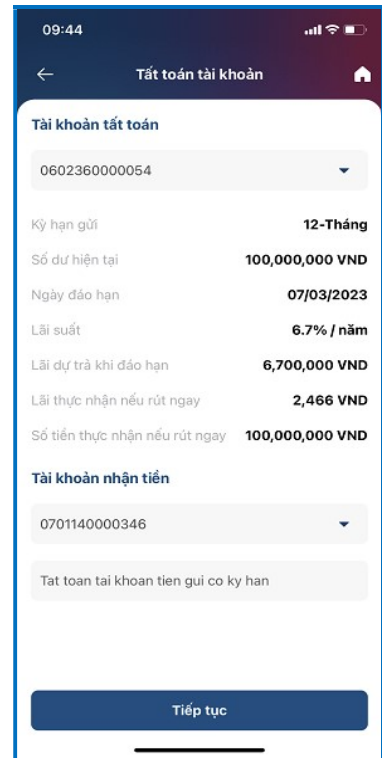 09:44
Tất toán tài khoản
Tài khoản tất toán
0602360000054
Kỳ hạn gửi 12-Tháng
Số dư hiện tại 100,000,000 VND
Ngày đáo hạn 07/03/2023
Lãi suất 6.7% / năm
Lãi dự trả khi đáo hạn 6,700,000 VND
Lãi thực nhận nếu rút ngay 2,466 VND
Số tiền thực nhận nếu rút ngay 100,000,000 VND
Tài khoản nhận tiền
0701140000346
Tat toan tai khoan tien gui co ky han
Tiếp tục